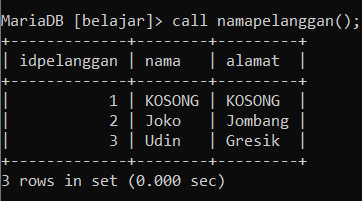 MariaDB [belajar]> call namapelanggan();
+-------------+--------+---------+
| idpelanggan | nama   | alamat  |
+-------------+--------+---------+
|           1 | KOSONG | KOSONG  |
|           2 | Joko   | Jombang |
|           3 | Udin   | Gresik  |
+-------------+--------+---------+
3 rows in set (0.000 sec)